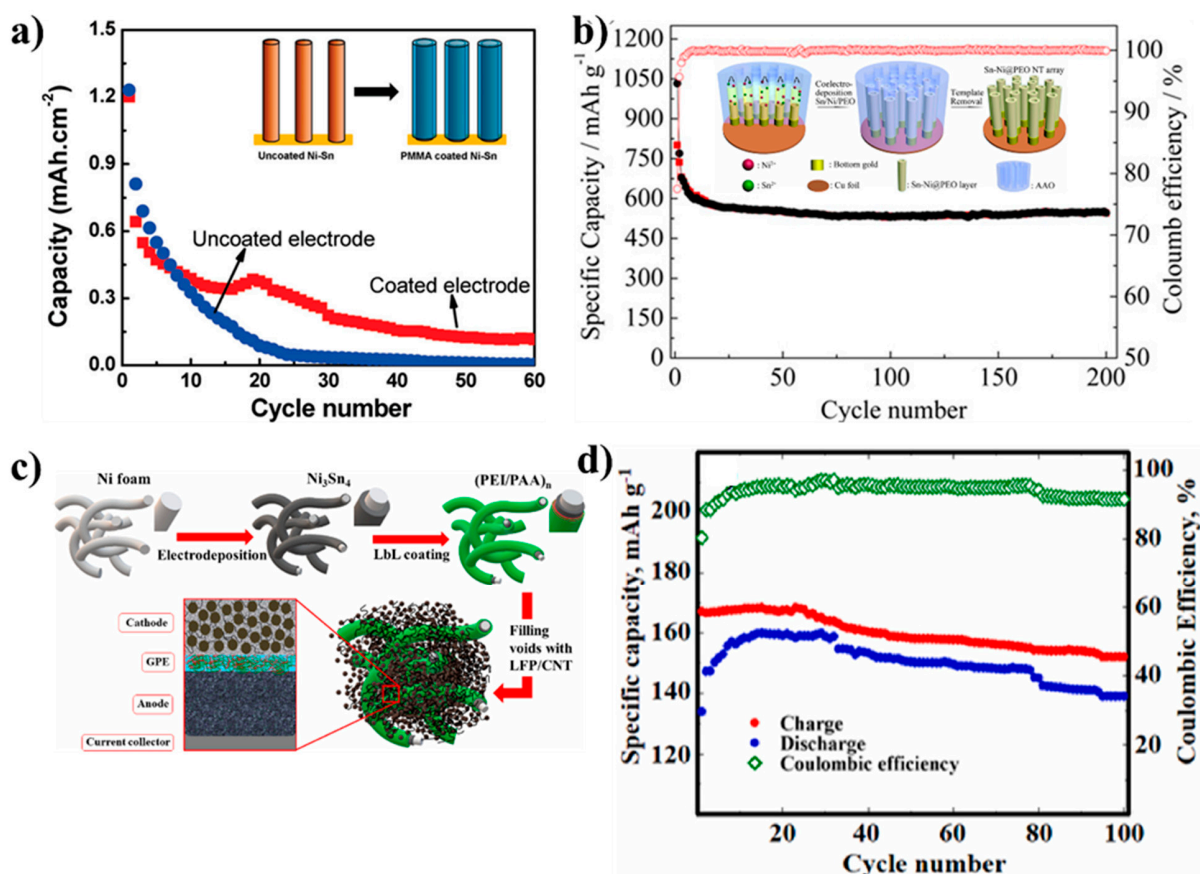 a)
Capacity (mAh.cm⁻²)
1.5
1.2
0.9
0.6
0.3
0.0
Uncoated Ni-Sn
PMMA coated Ni-Sn
Uncoated electrode
Coated electrode
0
10
20
30
40
50
60
Cycle number
b)
Specific Capacity / mAh g⁻¹
1200
1050
900
750
600
450
300
150
0
Coelectro-
deposition
Sn/Ni/PEO
Template
Removal
Sn-Ni@PEO NT array
: Ni²⁺
: Bottom gold
: Sn²⁺
: Cu foil
: Sn-Ni@PEO layer
: AAO
100
90
80
70
60
50
Coloumb efficiency / %
0
50
100
150
200
Cycle number
c)
Ni foam
Ni₃Sn₄
(PEI/PAA)ₙ
Electrodeposition
LbL coating
Cathode
GPE
Anode
Current collector
Filling
voids with
LFP/CNT
d)
Specific capacity, mAh g⁻¹
200
180
160
140
120
Charge
Discharge
Coulombic efficiency
100
80
60
40
20
Coulombic Efficiency, %
20
40
60
80
100
Cycle number